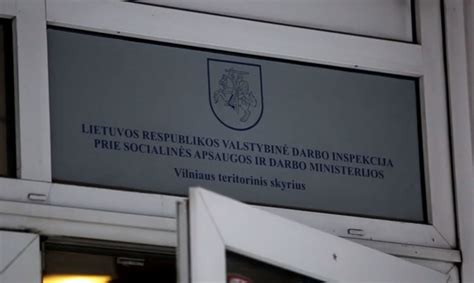 LIETUVOS RESPUBLIKOS VALSTYBINĖ DARBO INSPEKCIJA
PRIE SOCIALINĖS APSAUGOS IR DARBO MINISTERIJOS
Vilniaus teritorinis skyrius